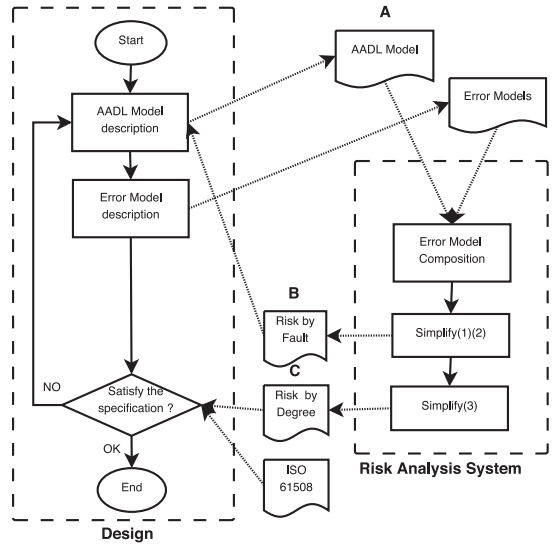 A
Start
AADL Model
Error Models
AADL Model
description
Error Model
description
Error Model
Composition
B
Risk by
Fault
Simplify(1)(2)
C
NO
Satisfy the
specification ?
Risk by
Degree
Simplify(3)
OK
ISO
61508
End
Risk Analysis System
Design